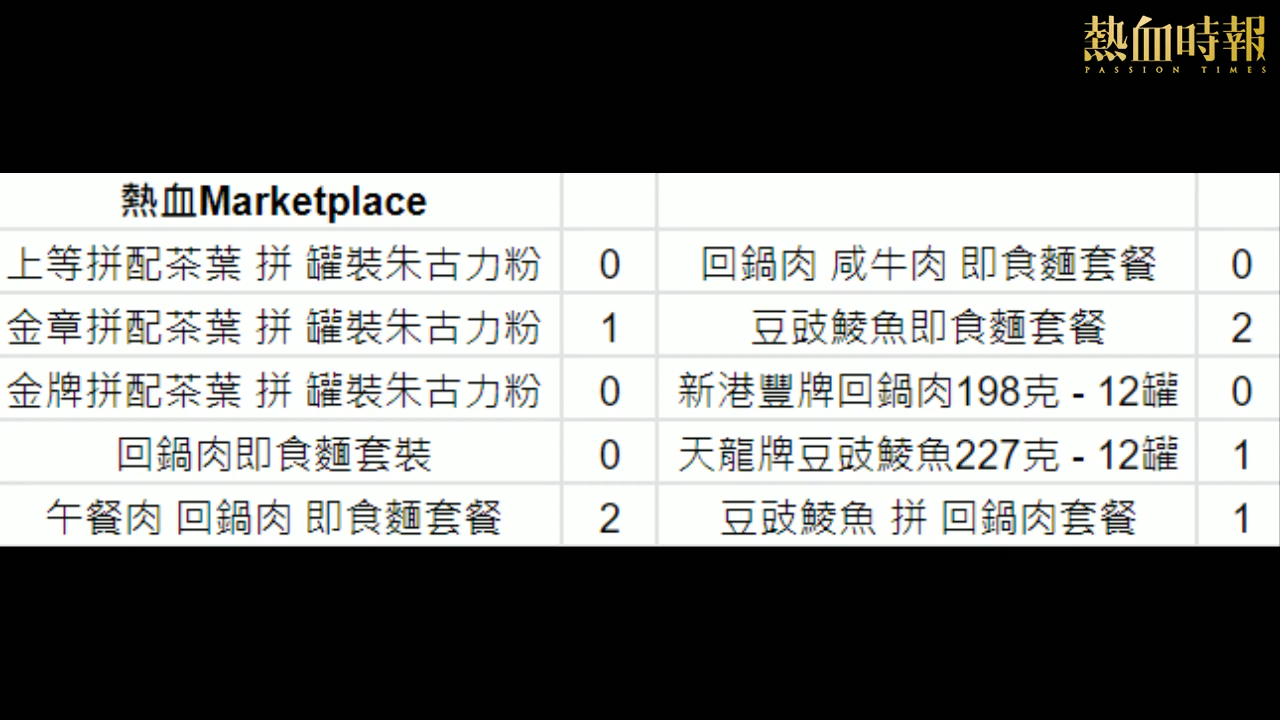 熱血時報
PASSION TIMES
熱血Marketplace
上等拼配茶葉 拼 罐裝朱古力粉 0 回鍋肉 咸牛肉 即食麵套餐 0
金章拼配茶葉 拼 罐裝朱古力粉 1 豆豉鯪魚即食麵套餐 2
金牌拼配茶葉 拼 罐裝朱古力粉 0 新港豐牌回鍋肉198克 - 12罐 0
回鍋肉即食麵套裝 0 天龍牌豆豉鯪魚227克 - 12罐 1
午餐肉 回鍋肉 即食麵套餐 2 豆豉鯪魚 拼 回鍋肉套餐 1